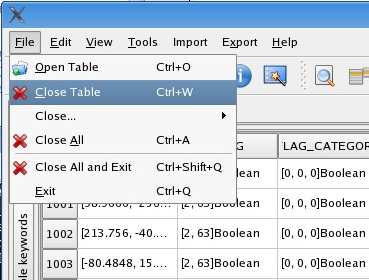 File Edit View Tools Import Export Help
Open Table Ctrl+O
Close Table Ctrl+W
Close...
Close All Ctrl+A
Close All and Exit Ctrl+Shift+Q
Exit Ctrl+Q
G LAG_CATEGOR
[0, 0, 0]Boolean
1001 [2, 63]Boolean [0, 0, 0]Boolean
1002 [213.756, -40.... [2, 63]Boolean [0, 0, 0]Boolean
1003 [-80.4848, 15.... [2, 63]Boolean [0, 0, 0]Boolean
le keywords